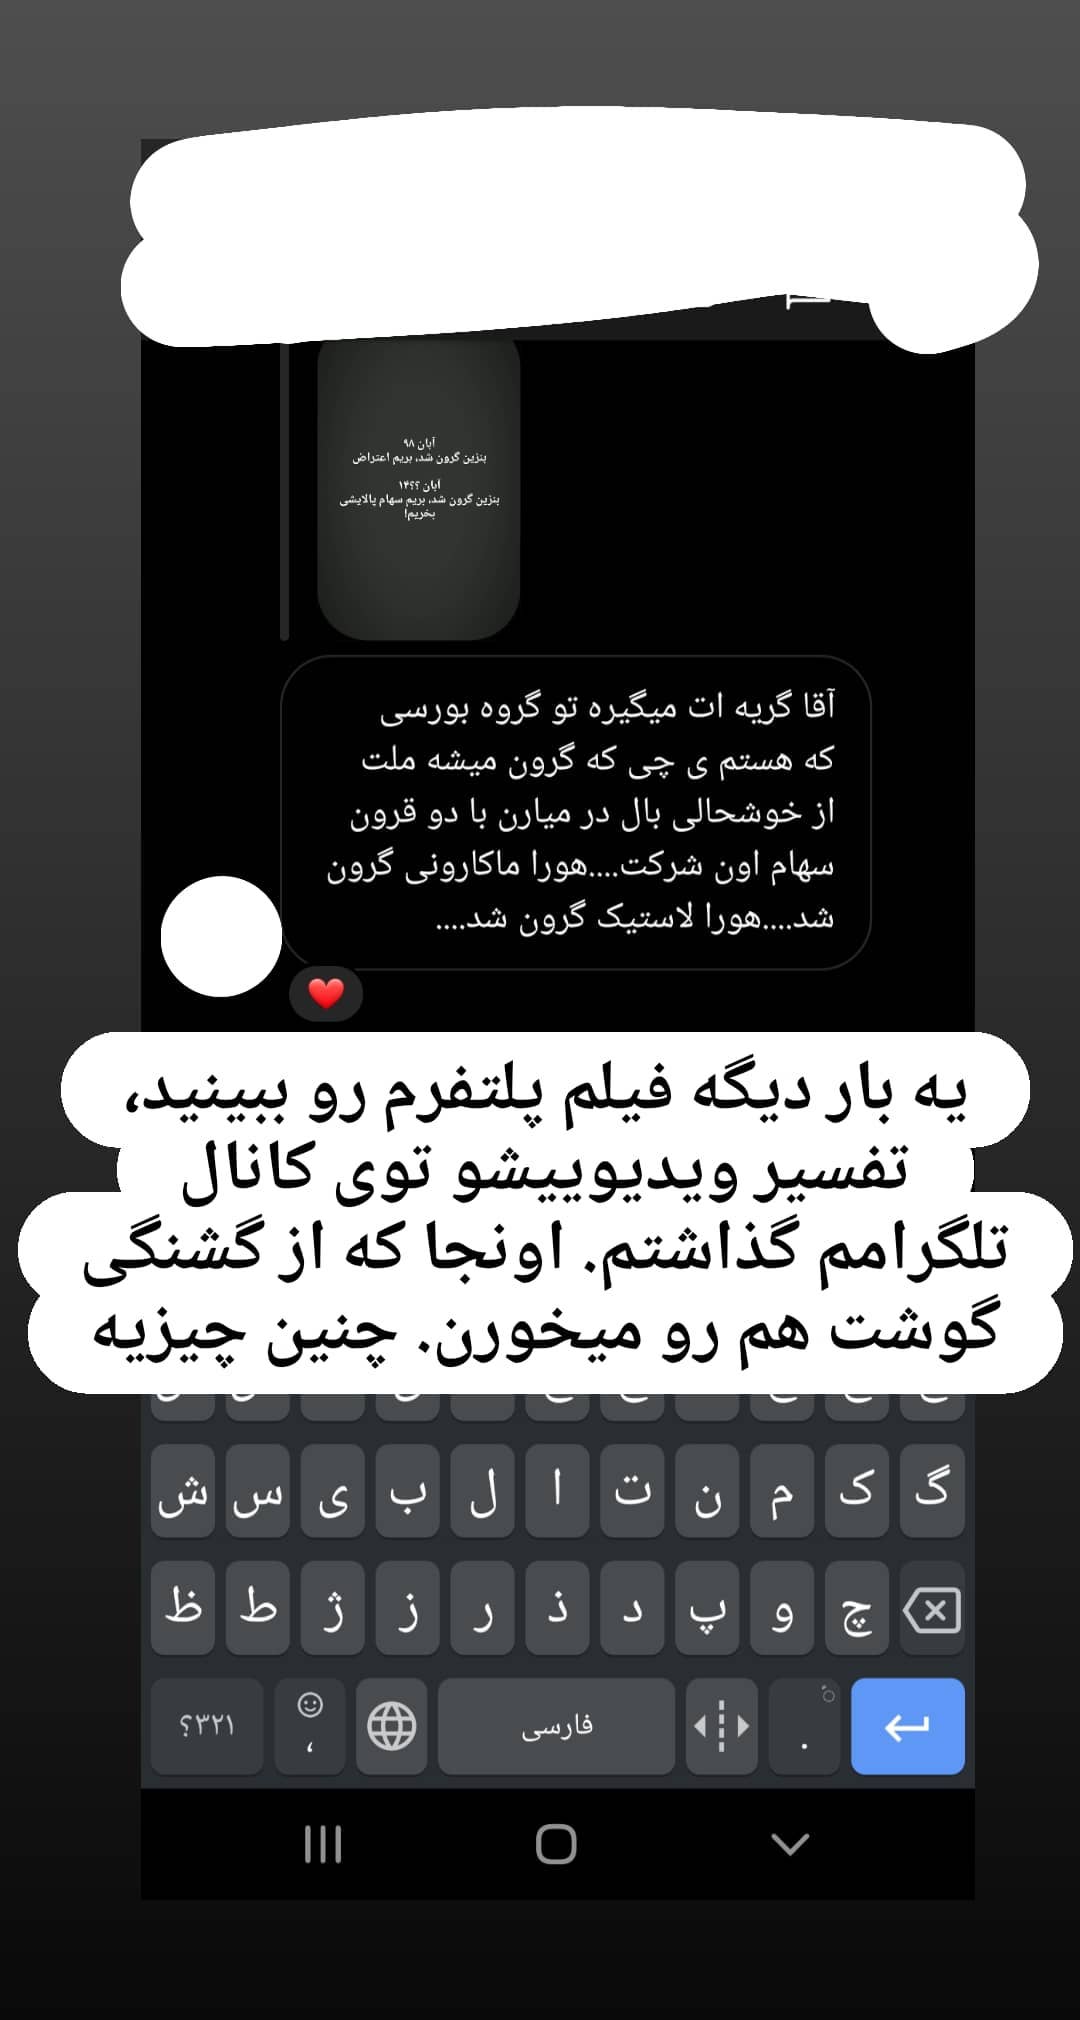 آبان ۹۸
بنزین گرون شد، بریم اعتراض
آبان ؟؟۱۴
بنزین گرون شد، بریم سهام پالایشی
بخریم!
آقا گریه ات میگیره تو گروه بورسی
که هستم ی چی که گرون میشه ملت
از خوشحالی بال در میارن با دو قرون
سهام اون شرکت....هورا ماکارونی گرون
شد....هورا لاستیک گرون شد....
یه بار دیگه فیلم پلتفرم رو ببینید،
تفسیر ویدیوییشو توی کانال
تلگرامم گذاشتم. اونجا که از گشنگی
گوشت هم رو میخورن. چنین چیزیه
ش س ی ب ل ا ت ن م ک گ
ظ ط ژ ز ر ذ د پ و چ
؟۳۲۱ ، فارسی .